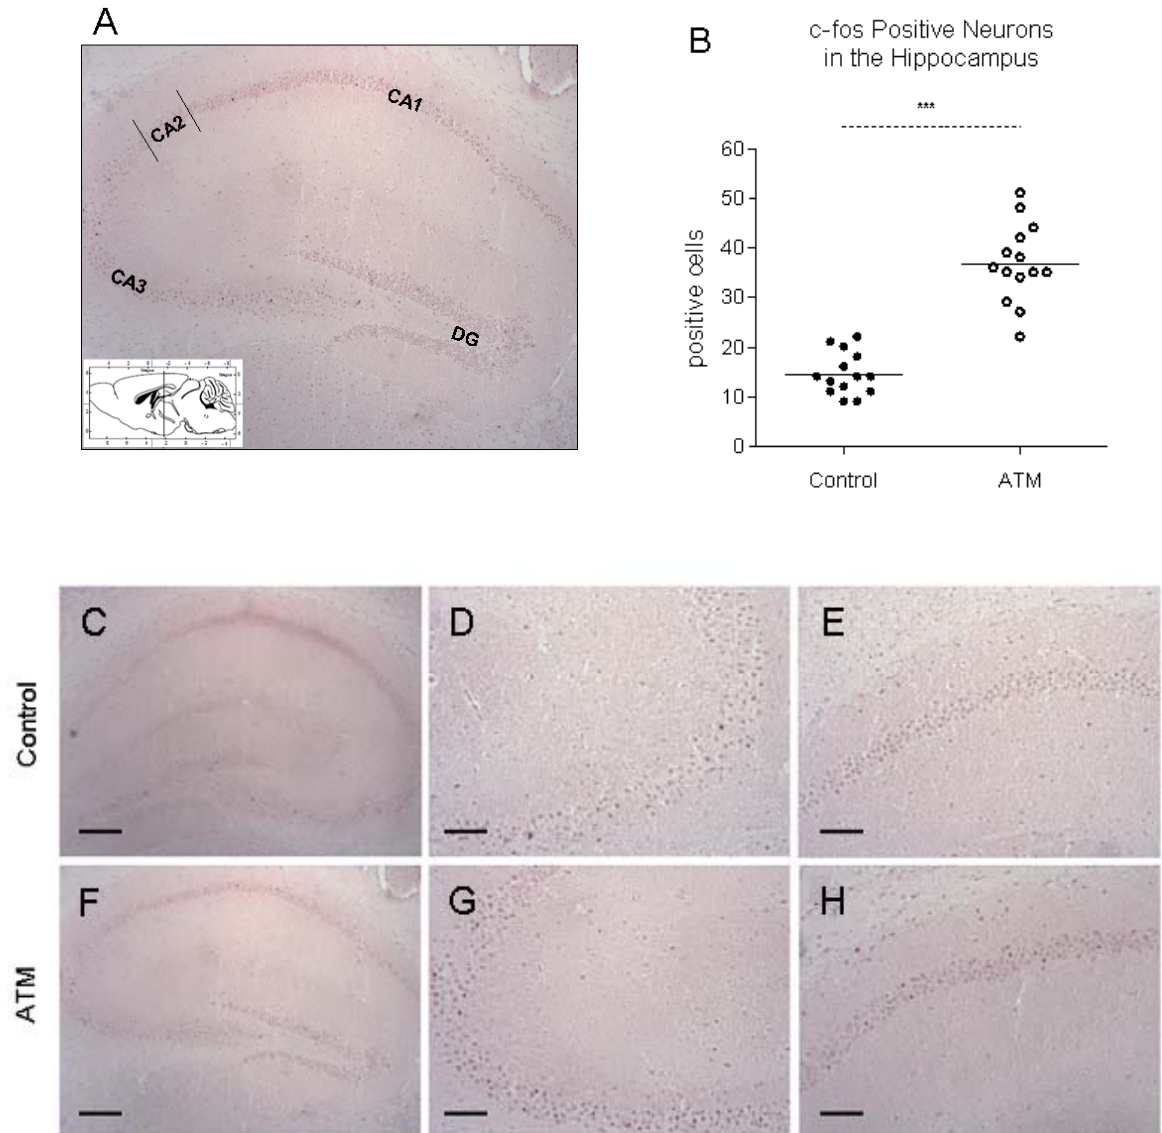 A
CA1
CA2
CA3
DG
B
c-fos Positive Neurons
in the Hippocampus
***
60
50
40
30
20
10
0
positive cells
Control
ATM
Control
C
D
E
ATM
F
G
H